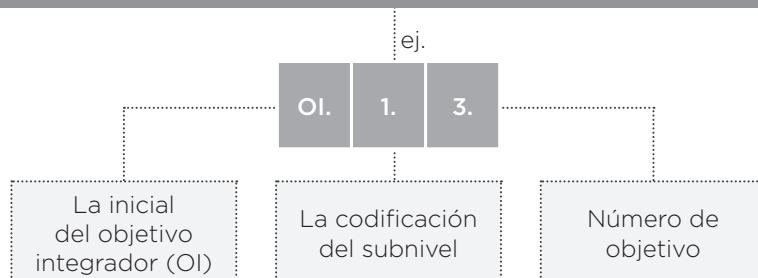 ej.
OI. 1. 3.
La inicial
del objetivo
integrador (OI)
La codificación
del subnivel
Número de
objetivo